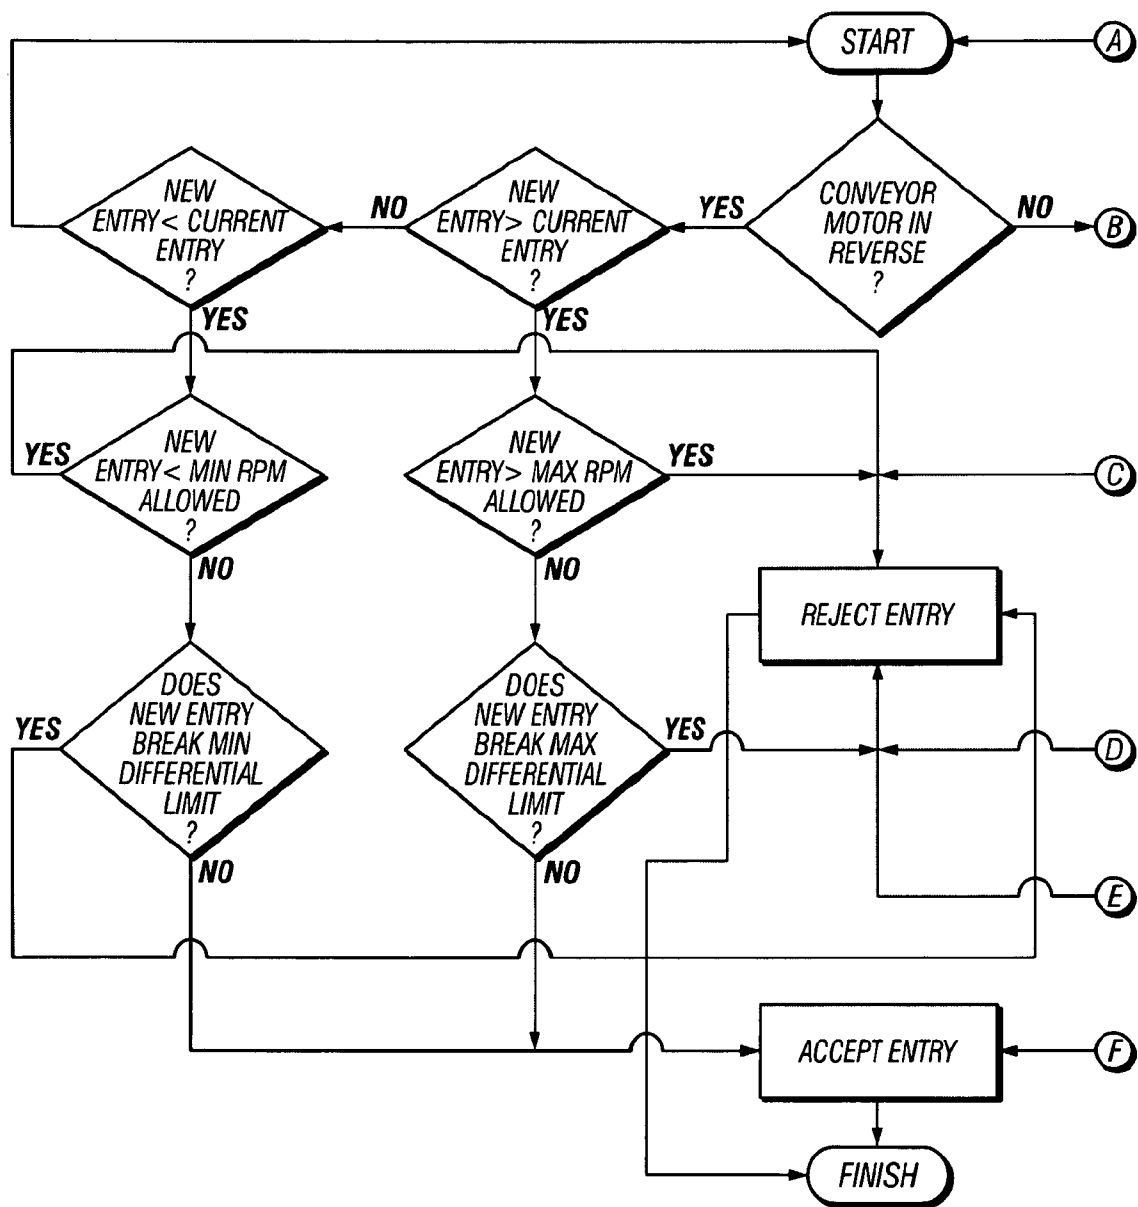 START
A
NEW
ENTRY< CURRENT
ENTRY
?
NO
NEW
ENTRY> CURRENT
ENTRY
?
YES
CONVEYOR
MOTOR IN
REVERSE
?
NO
B
YES
YES
YES
NEW
ENTRY< MIN RPM
ALLOWED
?
NEW
ENTRY> MAX RPM
ALLOWED
?
YES
C
NO
NO
REJECT ENTRY
YES
DOES
NEW ENTRY
BREAK MIN
DIFFERENTIAL
LIMIT
?
DOES
NEW ENTRY
BREAK MAX
DIFFERENTIAL
LIMIT
?
YES
D
NO
NO
E
ACCEPT ENTRY
F
FINISH